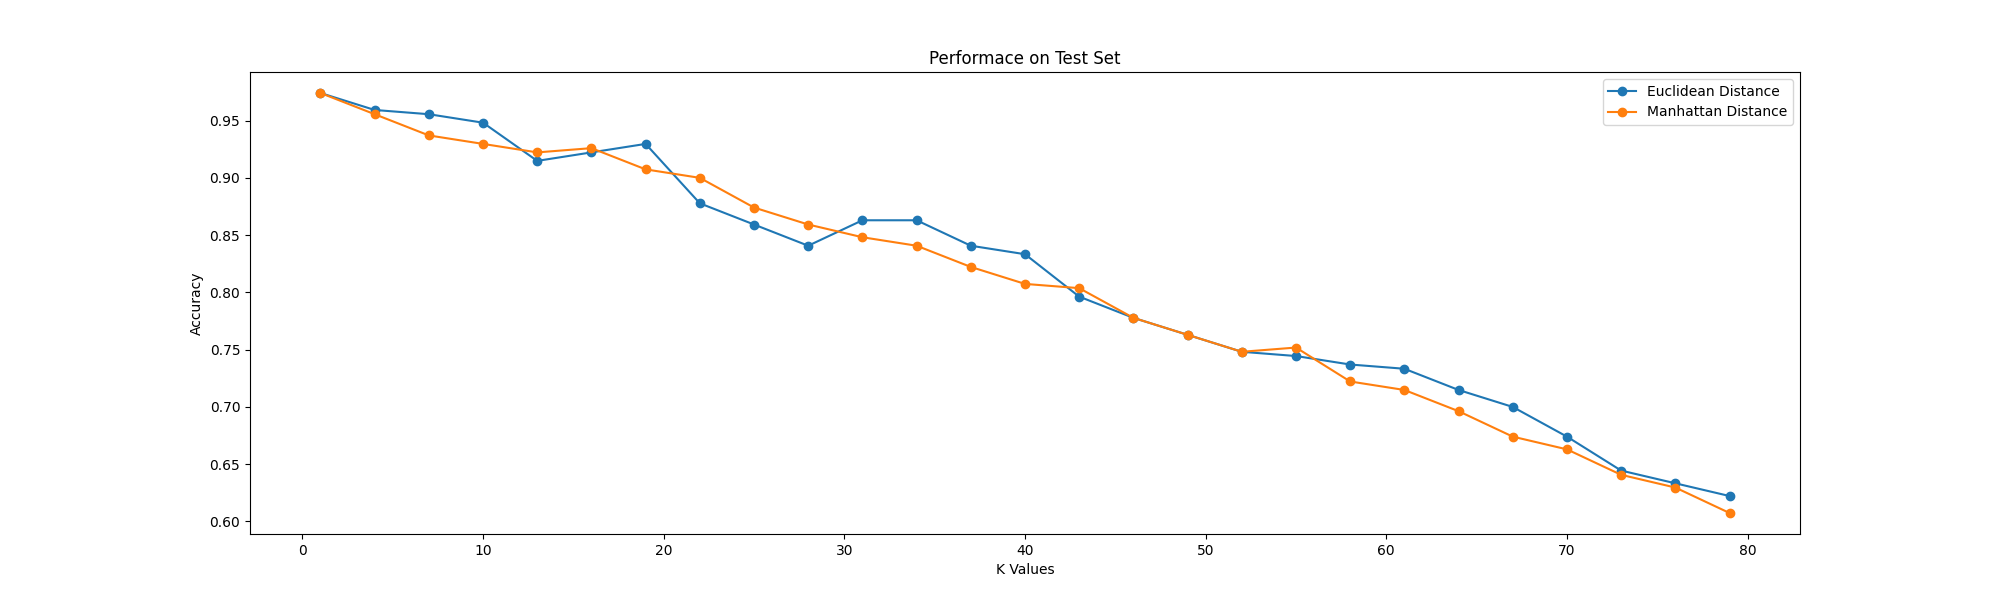 Performace on Test Set
Euclidean Distance
Manhattan Distance
Accuracy
0.95
0.90
0.85
0.80
0.75
0.70
0.65
0.60
0 10 20 30 40 50 60 70 80
K Values